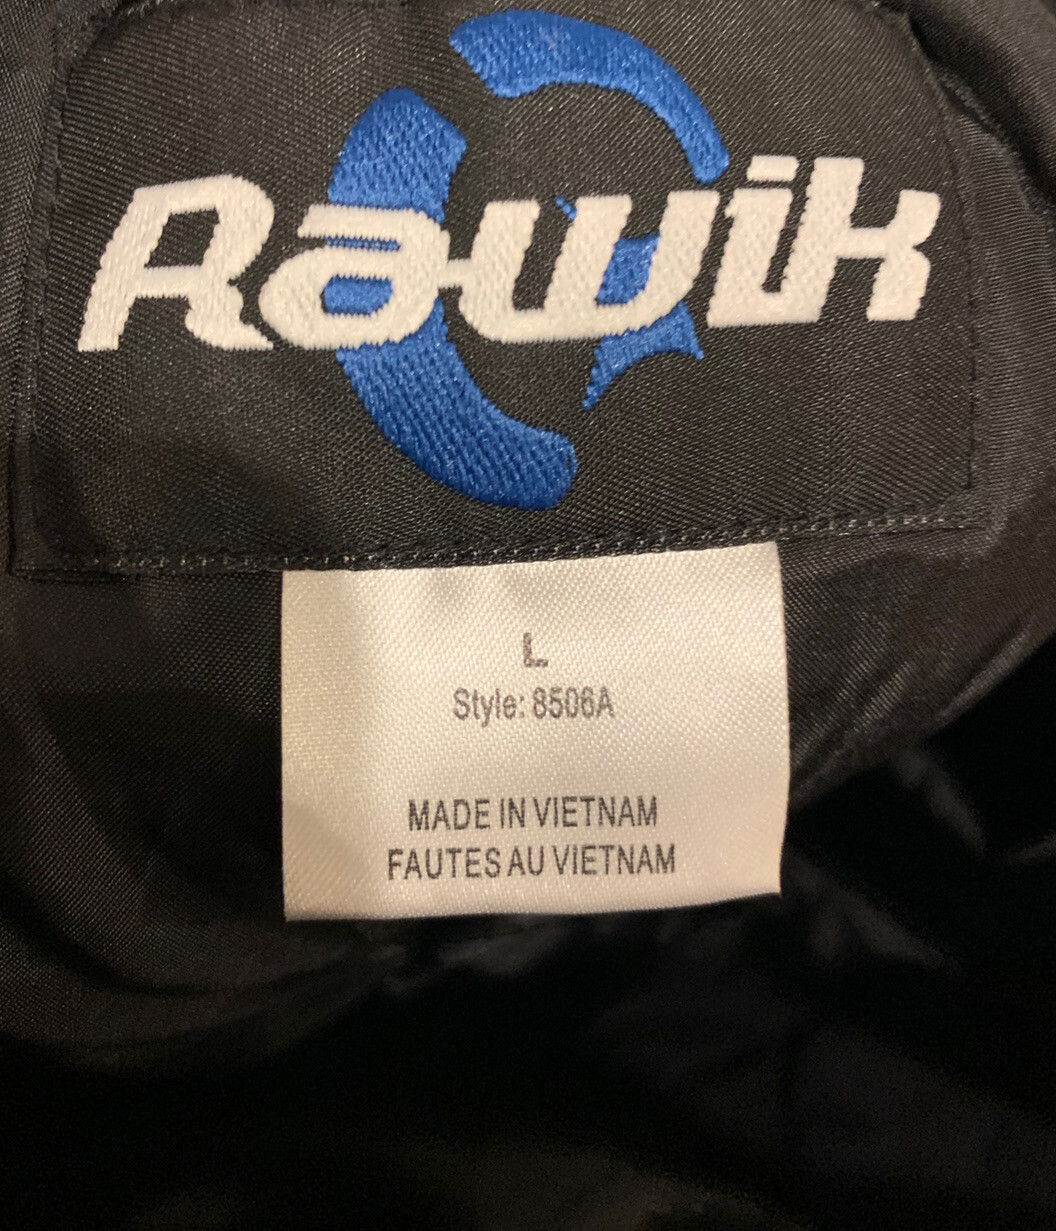 Rawik
L
Style: 8506A
MADE IN VIETNAM
FAUTES AU VIETNAM